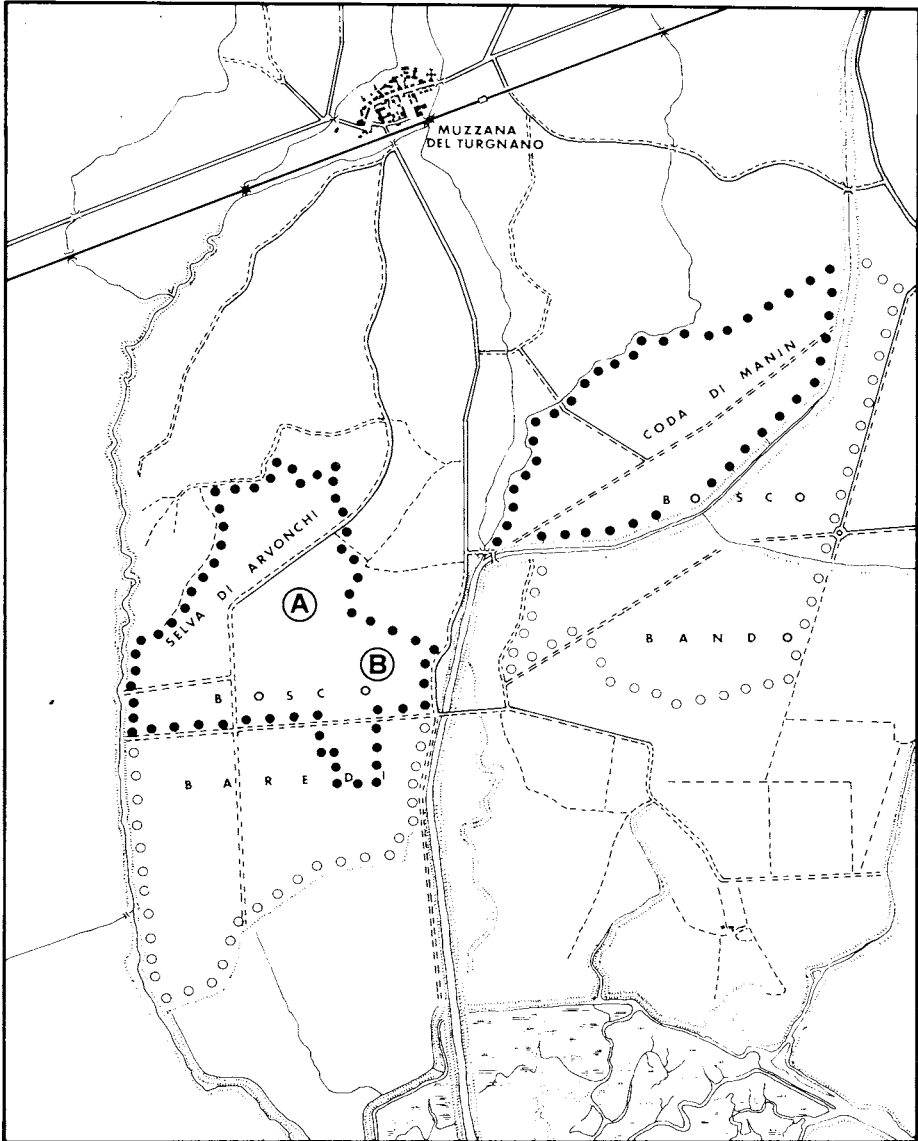 MUZZANA
DEL TURGNANO
CODA DI MANIN
BOSCO
SELVA DI ARVONCHI
A
BANDO
B
BOSCO
BAREDI